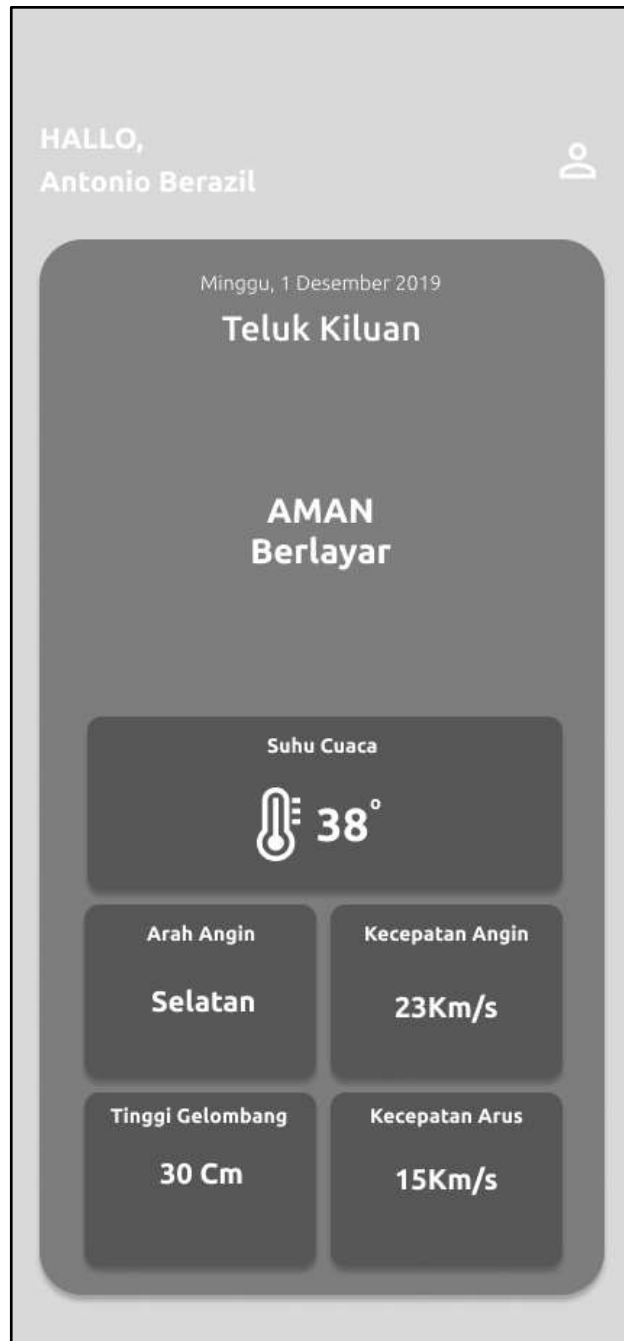 HALLO,
Antonio Berazil
Minggu, 1 Desember 2019
Teluk Kiluan
AMAN
Berlayar
Suhu Cuaca
38°
Arah Angin
Selatan
Kecepatan Angin
23Km/s
Tinggi Gelombang
30 Cm
Kecepatan Arus
15Km/s